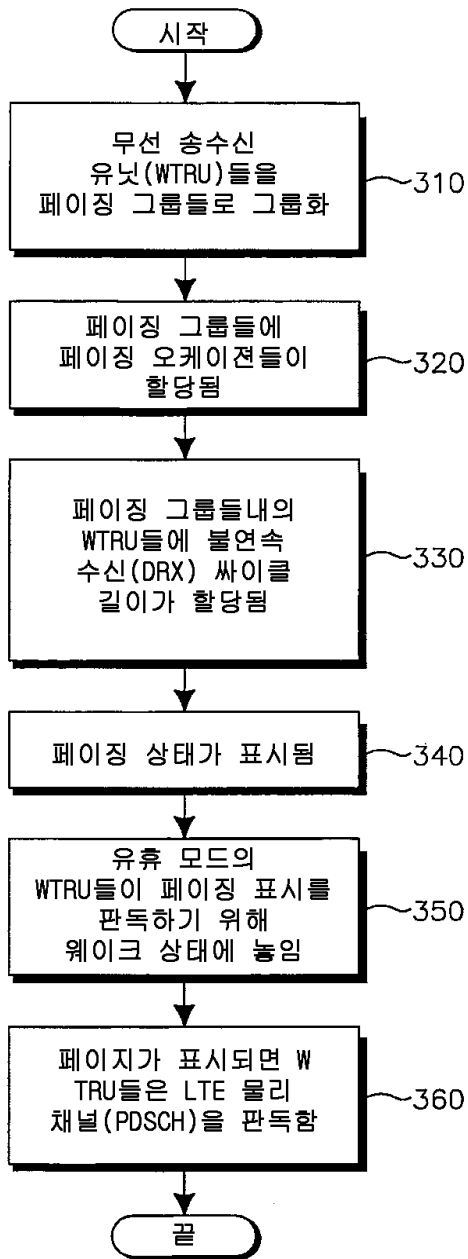 시작
무선 송수신
유닛(WTRU)들을
페이징 그룹들로 그룹화
310
페이징 그룹들에
페이징 오케이젼들이
할당됨
320
페이징 그룹들내의
WTRU들에 불연속
수신(DRX) 싸이클
길이가 할당됨
330
페이징 상태가 표시됨
340
유휴 모드의
WTRU들이 페이징 표시를
판독하기 위해
웨이크 상태에 놓임
350
페이지가 표시되면 W
TRU들은 LTE 물리
채널(PDSCH)을 판독함
360
끝